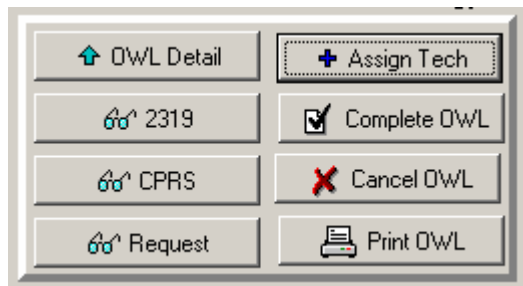 OWL Detail
Assign Tech
2319
Complete OWL
CPRS
Cancel OWL
Request
Print OWL